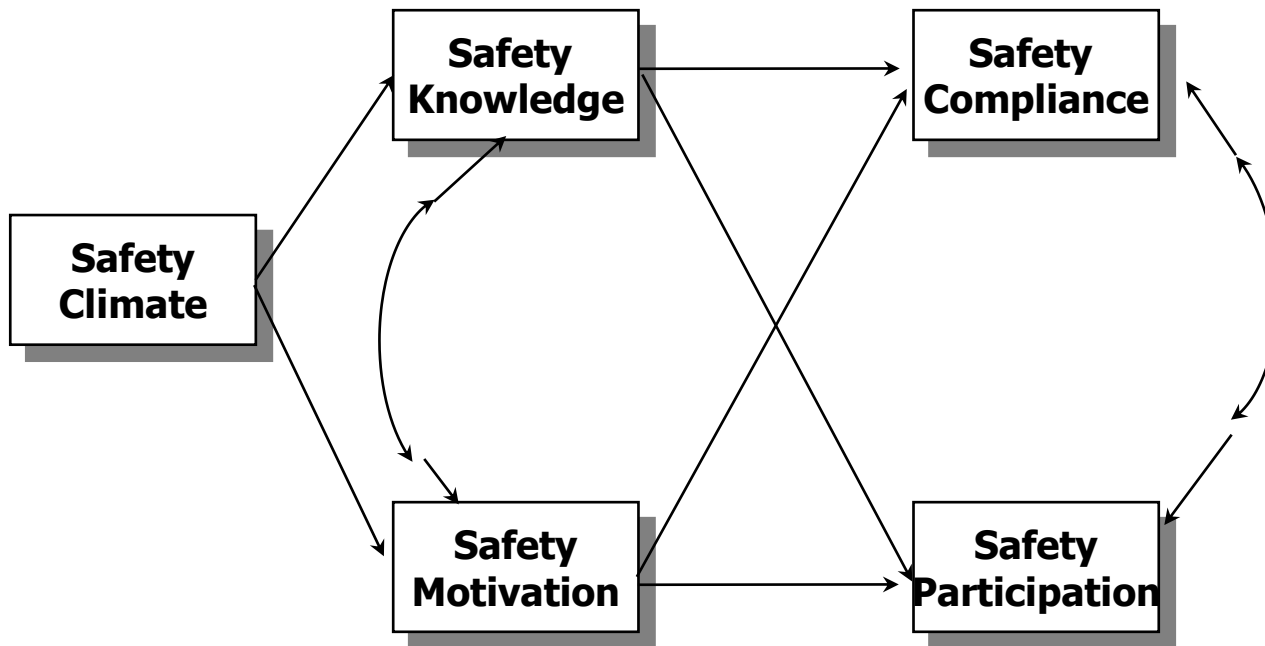 Safety
Knowledge
Safety
Compliance
Safety
Climate
Safety
Motivation
Safety
Participation